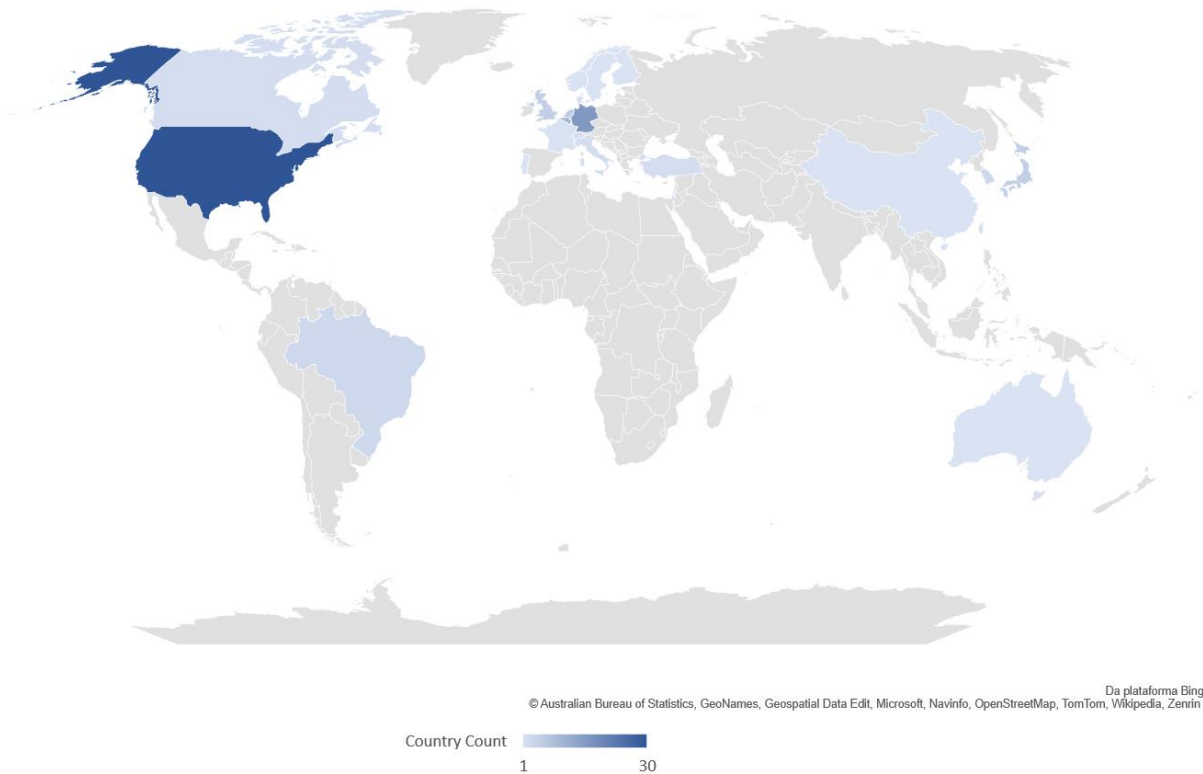 Da plataforma Bing
© Australian Bureau of Statistics, GeoNames, Geospatial Data Edit, Microsoft, Navinfo, OpenStreetMap, TomTom, Wikipedia, Zenrin
Country Count
1 30